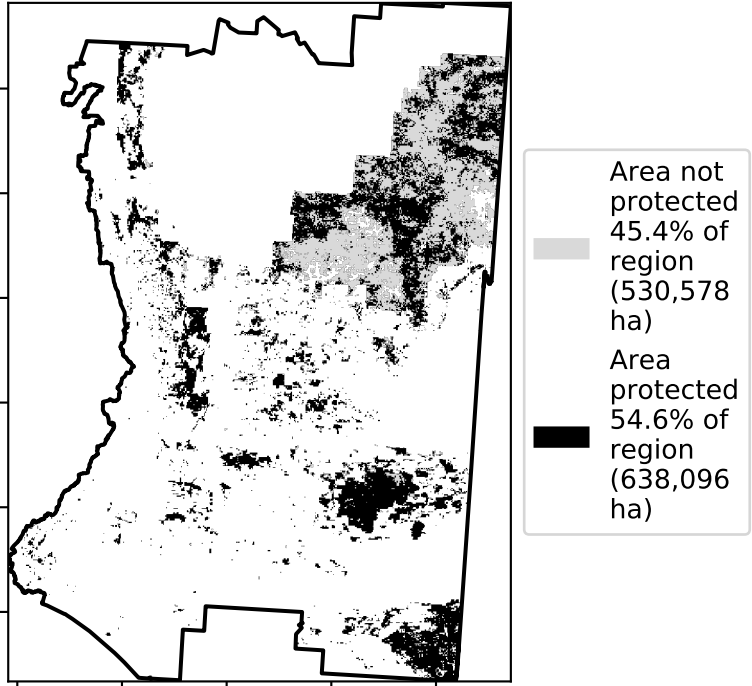 Area not
protected
45.4% of
region
(530,578
ha)
Area
protected
54.6% of
region
(638,096
ha)